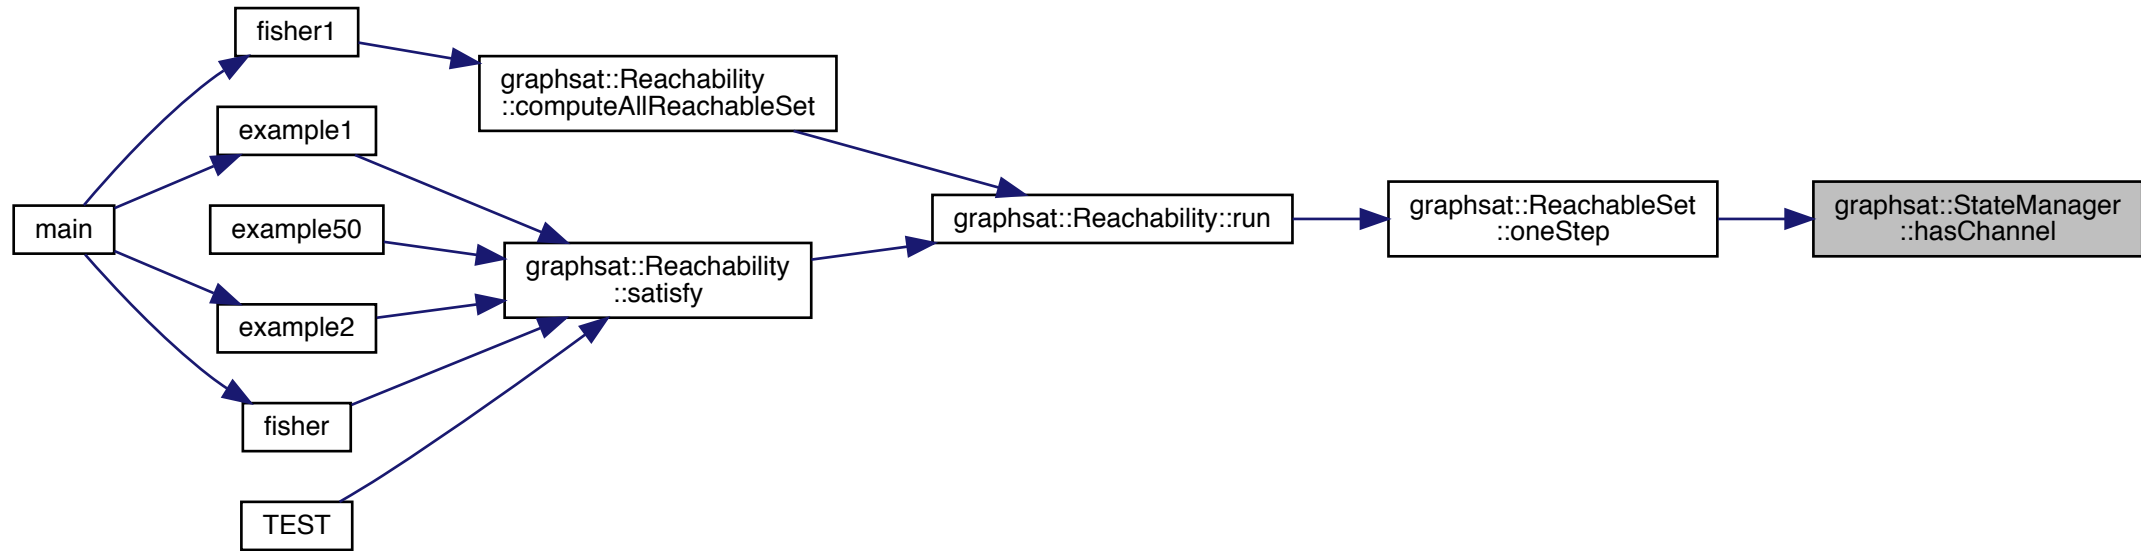 main
fisher1
example1
example50
example2
fisher
TEST
graphsat::Reachability
::computeAllReachableSet
graphsat::Reachability
::satisfy
graphsat::Reachability::run
graphsat::ReachableSet
::oneStep
graphsat::StateManager
::hasChannel